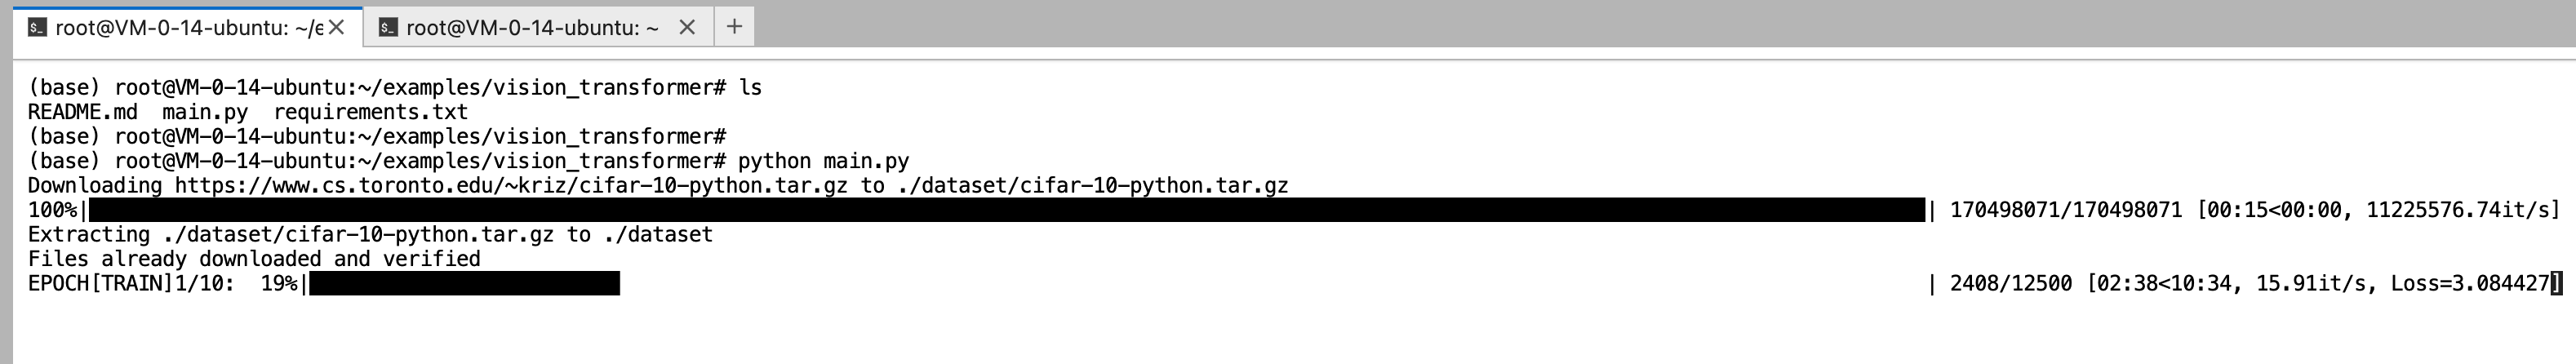 root@VM-0-14-ubuntu: ~/e
root@VM-0-14-ubuntu: ~
(base) root@VM-0-14-ubuntu:~/examples/vision_transformer# ls
README.md  main.py  requirements.txt
(base) root@VM-0-14-ubuntu:~/examples/vision_transformer#
(base) root@VM-0-14-ubuntu:~/examples/vision_transformer# python main.py
Downloading https://www.cs.toronto.edu/~kriz/cifar-10-python.tar.gz to ./dataset/cifar-10-python.tar.gz
100%| | 170498071/170498071 [00:15<00:00, 11225576.74it/s]
Extracting ./dataset/cifar-10-python.tar.gz to ./dataset
Files already downloaded and verified
EPOCH[TRAIN]1/10:  19%| | 2408/12500 [02:38<10:34, 15.91it/s, Loss=3.084427]